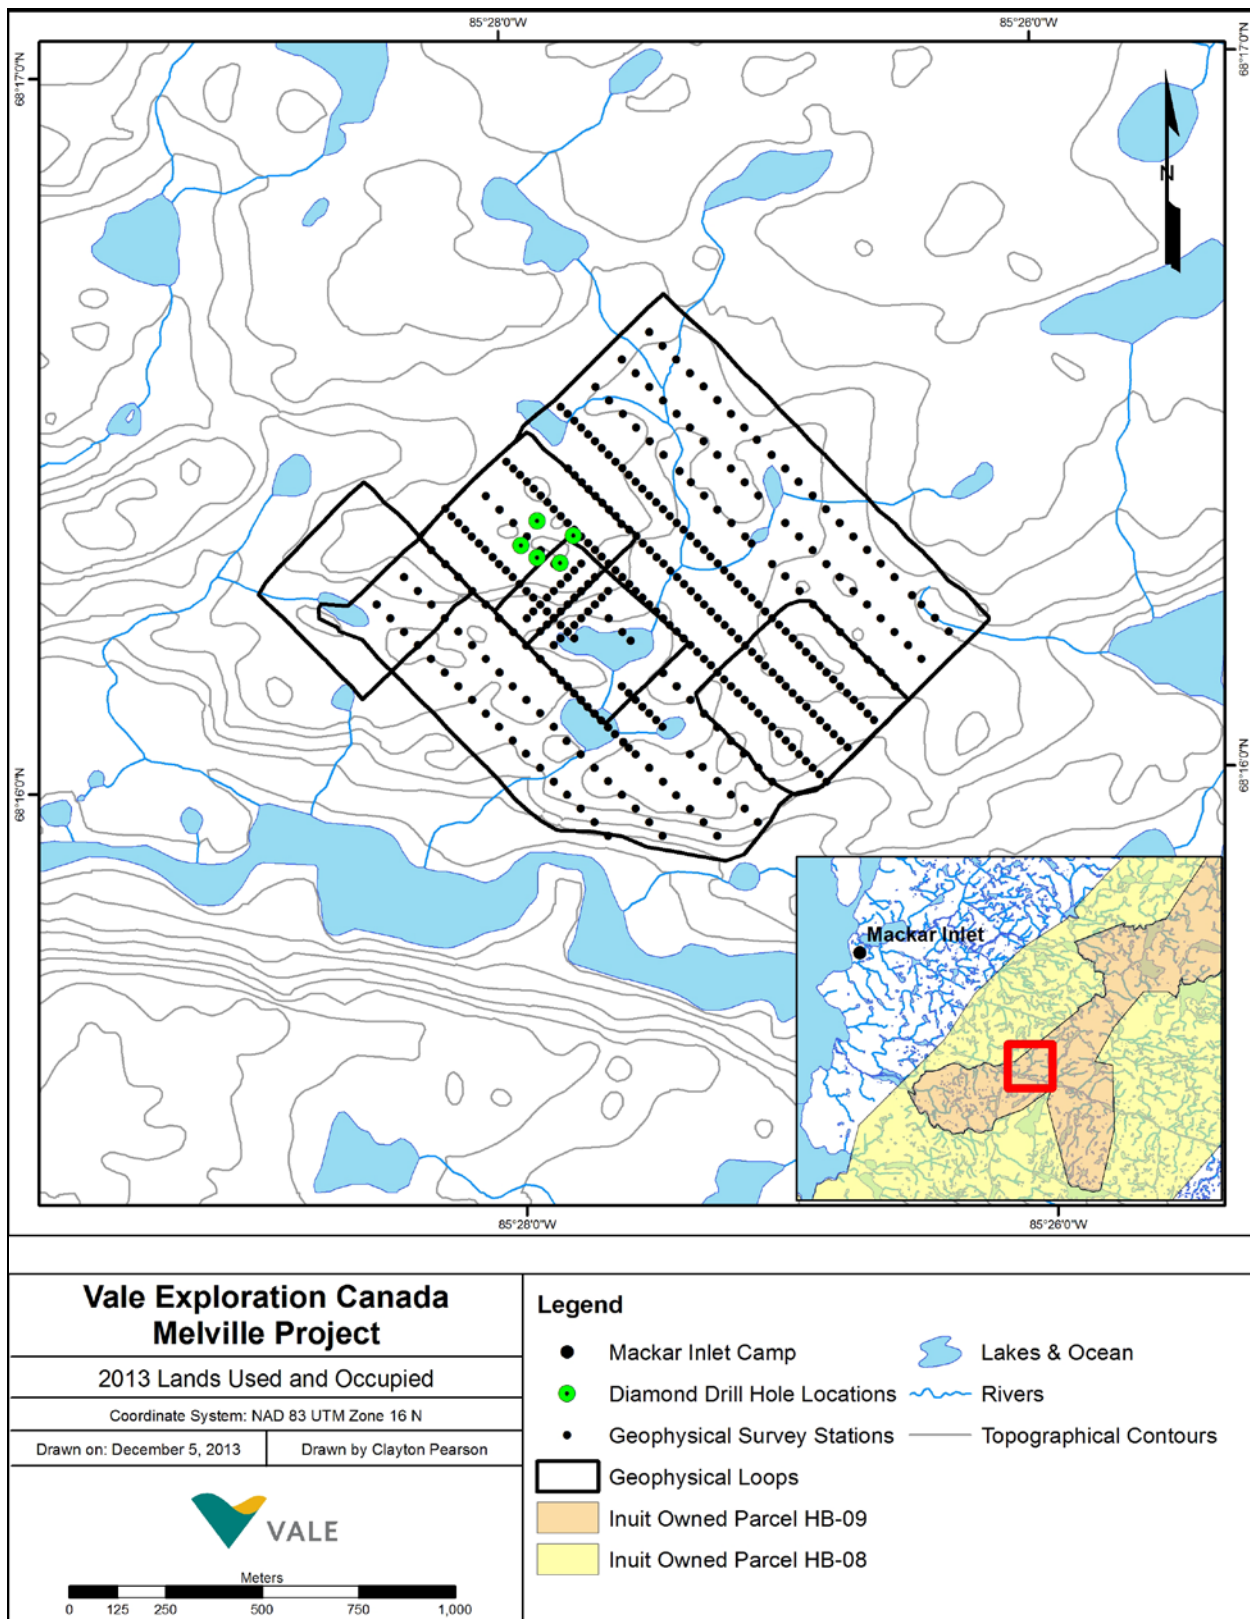 85°28'0"W
85°26'0"W
68°17'0"N
68°17'0"N
N
68°16'0"N
68°16'0"N
Mackar Inlet
85°28'0"W
85°26'0"W
Vale Exploration Canada
Melville Project
2013 Lands Used and Occupied
Coordinate System: NAD 83 UTM Zone 16 N
Drawn on: December 5, 2013
Drawn by Clayton Pearson
VALE
Meters
0 125 250 500 750 1,000
Legend
Mackar Inlet Camp
Diamond Drill Hole Locations
Geophysical Survey Stations
Geophysical Loops
Inuit Owned Parcel HB-09
Inuit Owned Parcel HB-08
Lakes & Ocean
Rivers
Topographical Contours